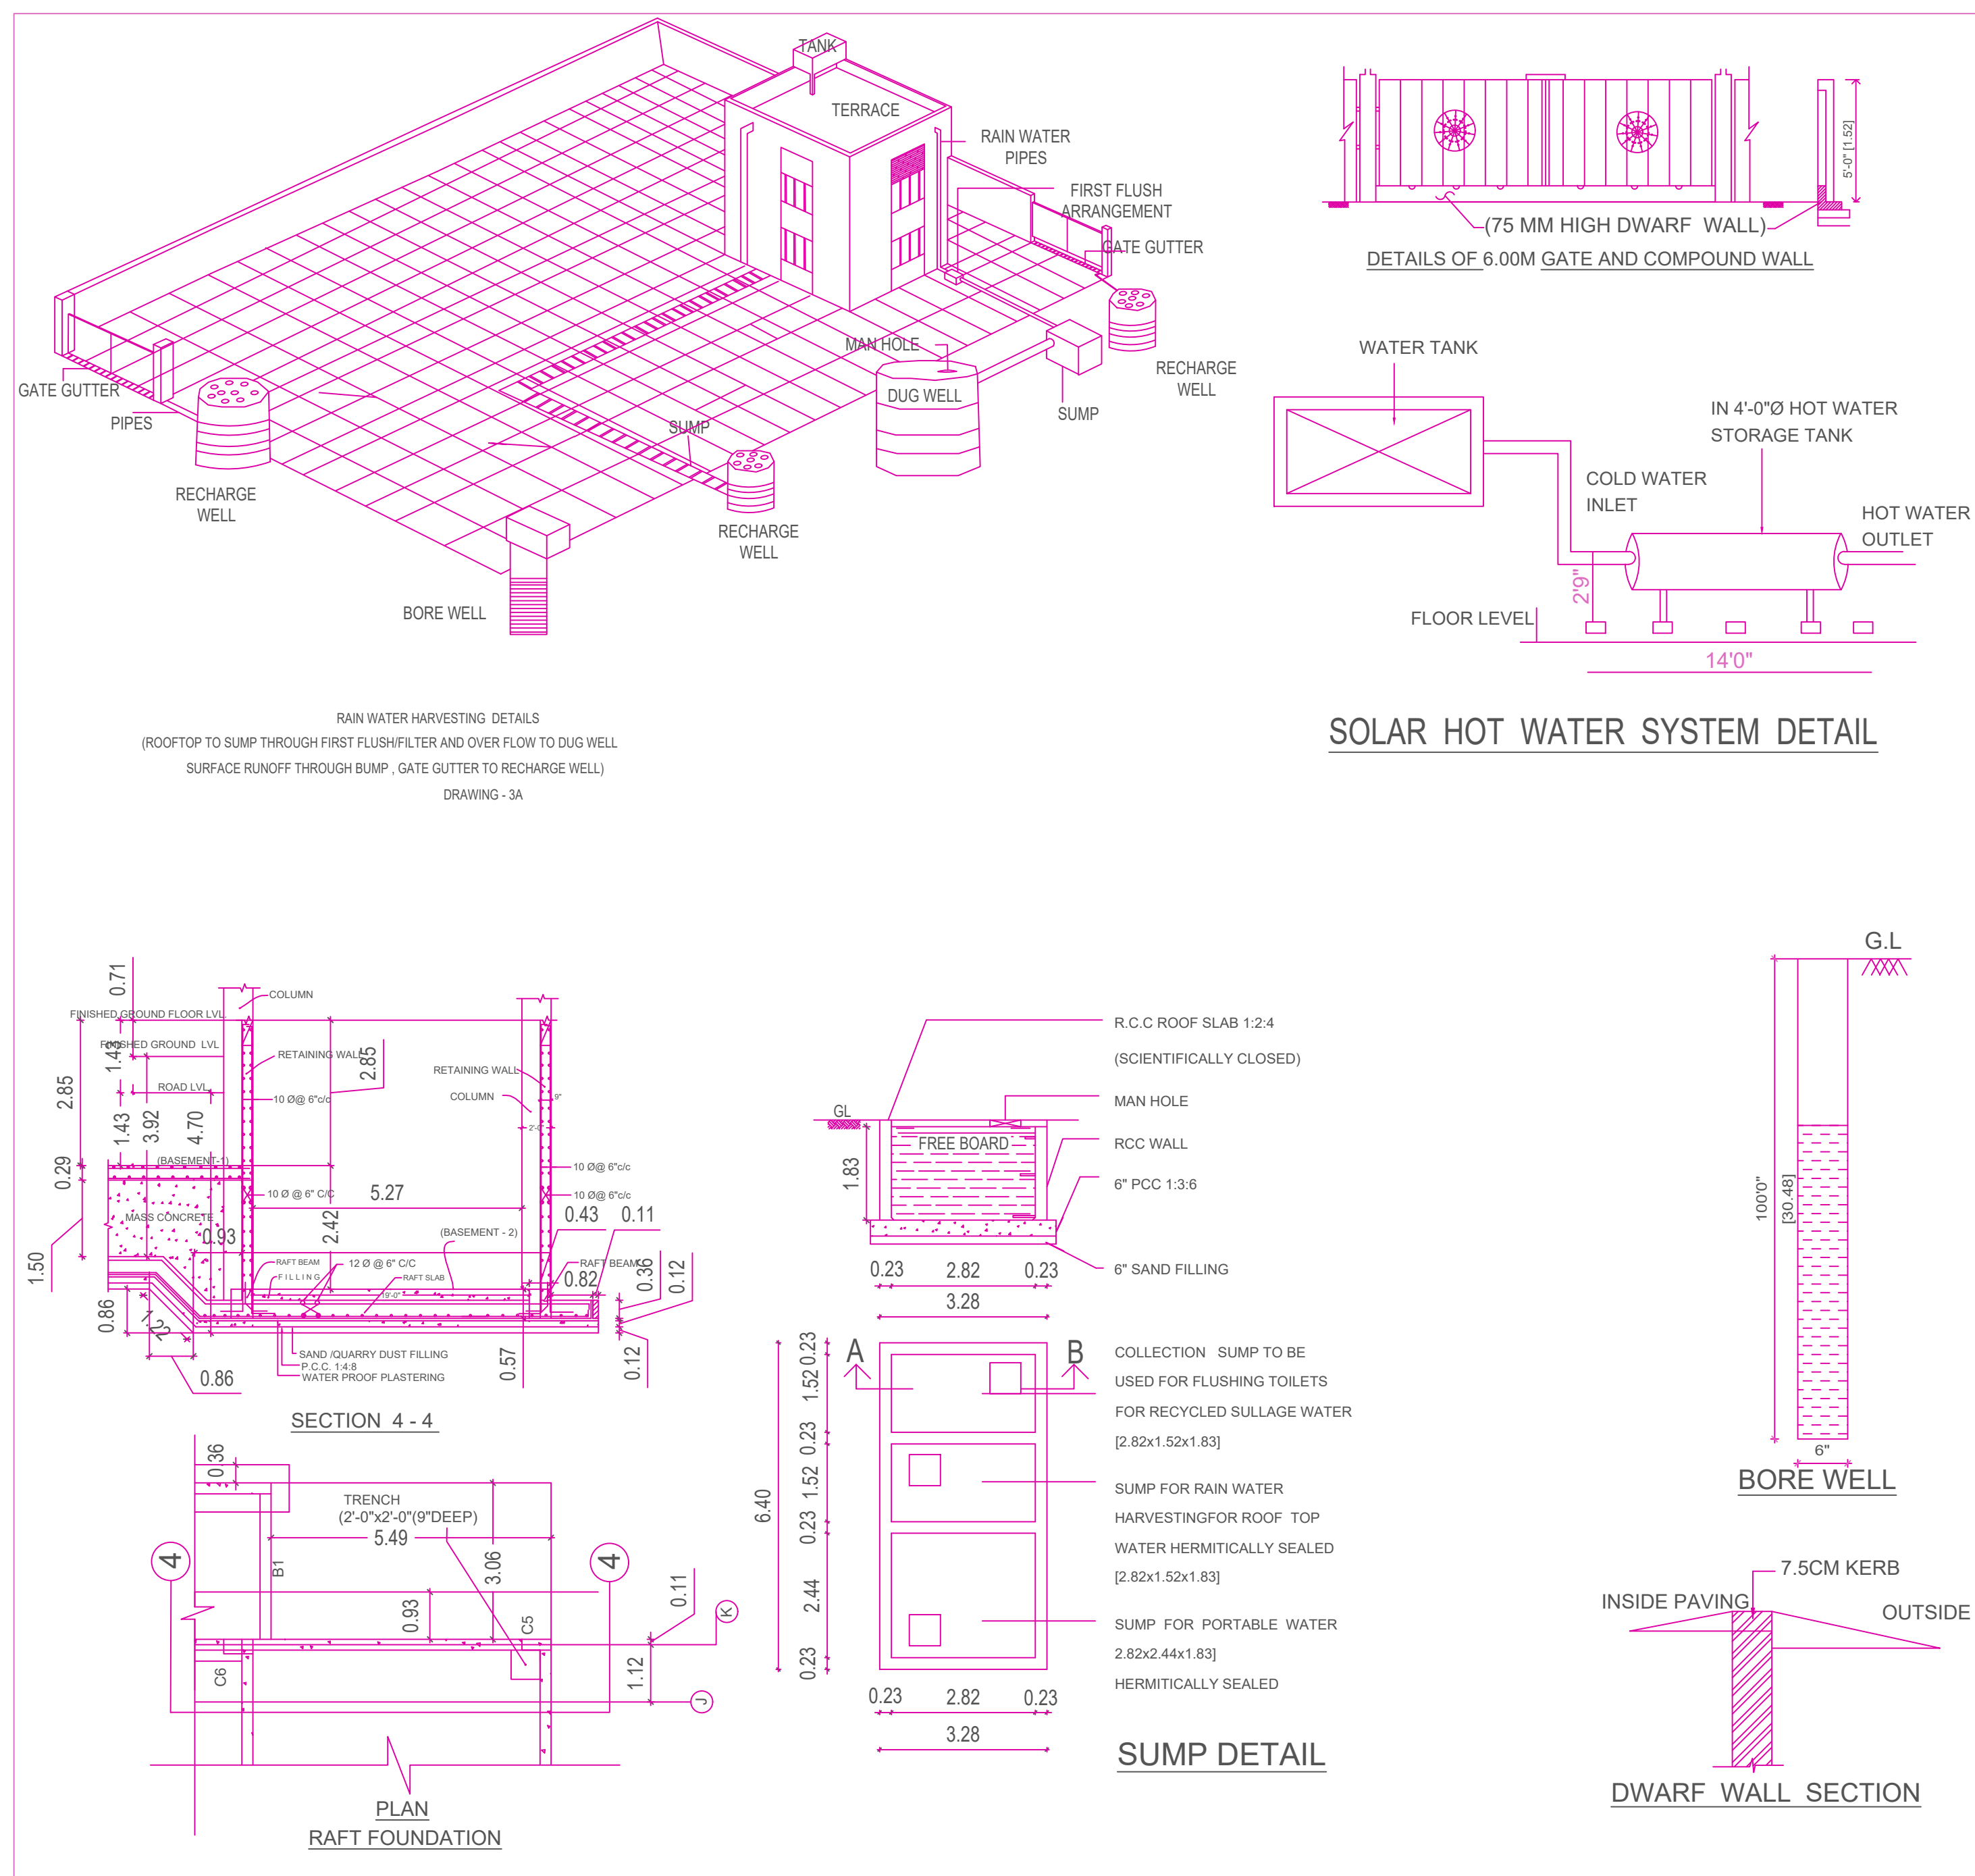 TANK
TERRACE
RAIN WATER
PIPES
FIRST FLUSH
ARRANGEMENT
GATE GUTTER
MAN HOLE
DUG WELL
RECHARGE
WELL
SUMP
GATE GUTTER
PIPES
SUMP
RECHARGE
WELL
RECHARGE
WELL
BORE WELL
RAIN WATER HARVESTING DETAILS
(ROOFTOP TO SUMP THROUGH FIRST FLUSH/FILTER AND OVER FLOW TO DUG WELL
SURFACE RUNOFF THROUGH BUMP , GATE GUTTER TO RECHARGE WELL)
DRAWING - 3A
5'-0" [1.52]
(75 MM HIGH DWARF WALL)
DETAILS OF 6.00M GATE AND COMPOUND WALL
WATER TANK
IN 4'-0"Ø HOT WATER
STORAGE TANK
COLD WATER
INLET
HOT WATER
OUTLET
2'9"
FLOOR LEVEL
14'0"
SOLAR HOT WATER SYSTEM DETAIL
0.71
COLUMN
FINISHED GROUND FLOOR LVL.
FINISHED GROUND LVL
1.43
RETAINING WALL
2.85
RETAINING WALL
ROAD LVL.
2.85
COLUMN
9"
10 Ø@ 6"c/c
1.43
3.92
4.70
2'-0"
(BASEMENT-1)
0.29
10 Ø@ 6"c/c
10 Ø @ 6" C/C
5.27
10 Ø@ 6"c/c
MASS CONCRETE
0.93
2.42
(BASEMENT - 2)
0.43
0.11
1.50
RAFT BEAM
12 Ø @ 6" C/C
RAFT BEAM
FILLING
RAFT SLAB
0.82
0.36
0.12
19'-0"
0.86
1.22
SAND /QUARRY DUST FILLING
P.C.C. 1:4:8
WATER PROOF PLASTERING
0.57
0.12
0.86
SECTION 4 - 4
0.36
TRENCH
(2'-0"x2'-0"(9"DEEP)
5.49
4
B1
3.06
4
0.11
0.93
C5
K
C6
1.12
J
PLAN
RAFT FOUNDATION
R.C.C ROOF SLAB 1:2:4
(SCIENTIFICALLY CLOSED)
MAN HOLE
GL
FREE BOARD
RCC WALL
1.83
6" PCC 1:3:6
6" SAND FILLING
0.23
2.82
0.23
3.28
A
B
0.23
1.52
0.23
1.52
0.23
2.44
0.23
6.40
COLLECTION SUMP TO BE
USED FOR FLUSHING TOILETS
FOR RECYCLED SULLAGE WATER
[2.82x1.52x1.83]
SUMP FOR RAIN WATER
HARVESTINGFOR ROOF TOP
WATER HERMITICALLY SEALED
[2.82x1.52x1.83]
SUMP FOR PORTABLE WATER
2.82x2.44x1.83]
HERMITICALLY SEALED
0.23
2.82
0.23
3.28
SUMP DETAIL
G.L
100'0"
[30.48]
6"
BORE WELL
7.5CM KERB
INSIDE PAVING
OUTSIDE
DWARF WALL SECTION